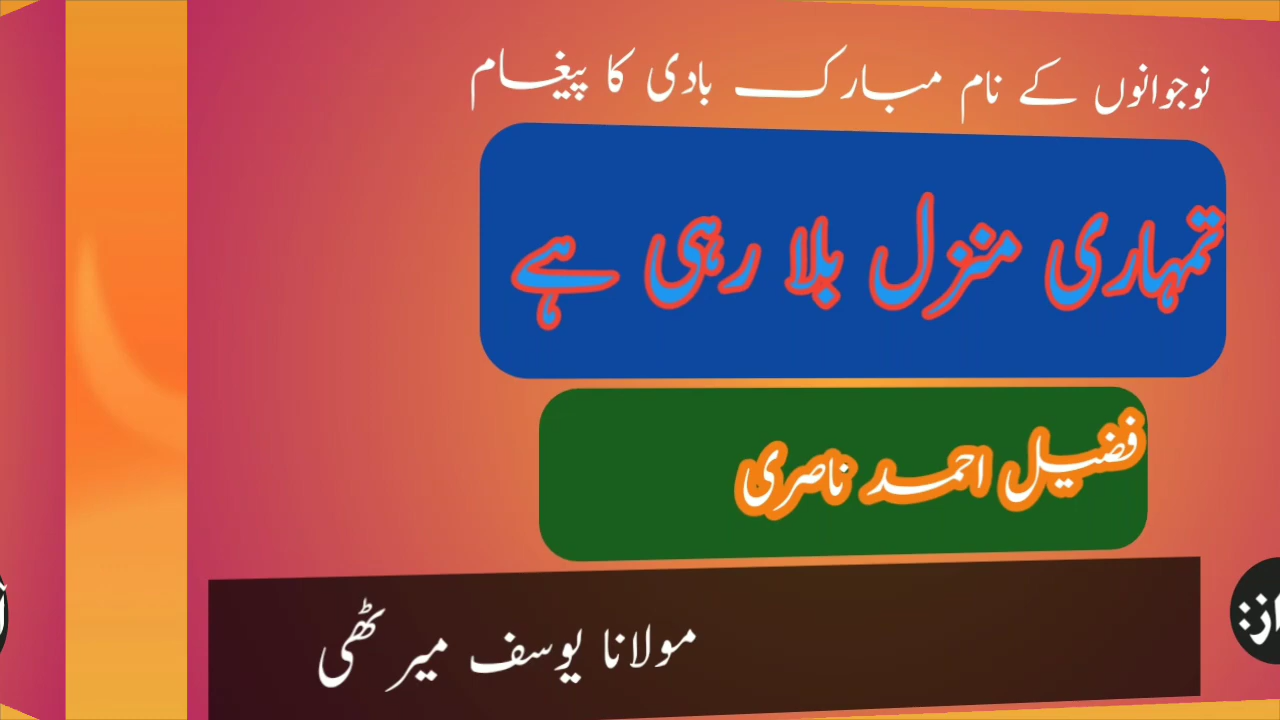 نوجوانوں کے نام مبارک بادی کا پیغام
تمہاری منزل بلا رہی ہے
فضیل احمد ناصری
مولانا یوسف میرٹھی